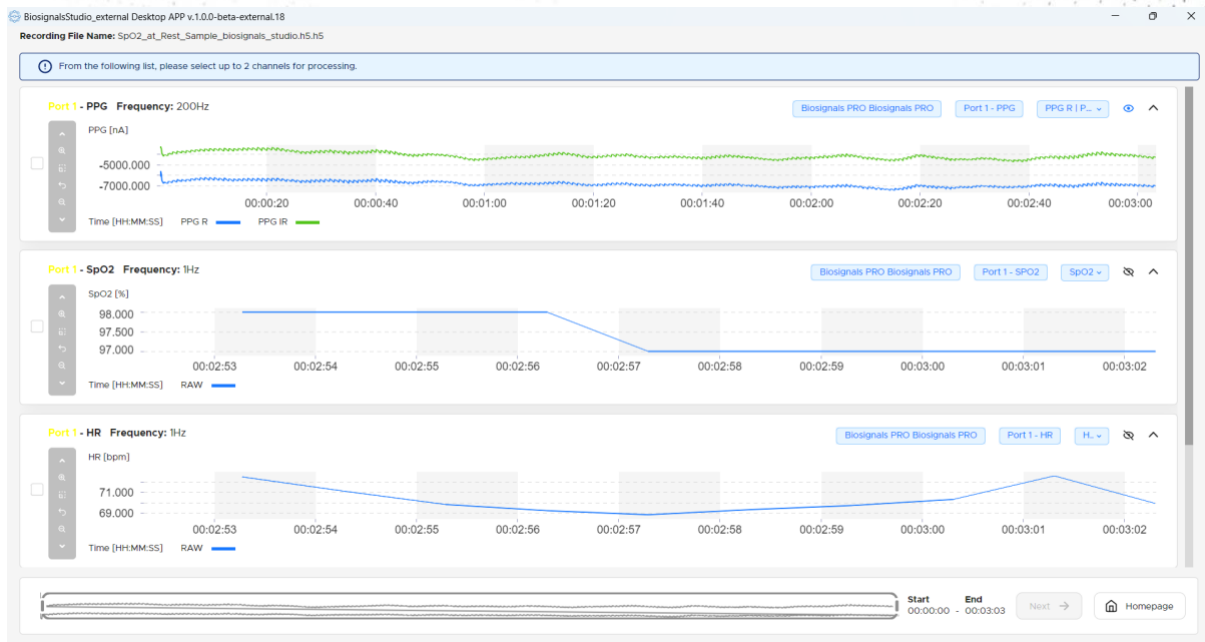 BiosignalsStudio_external Desktop APP v.1.0.0-beta-external.18
Recording File Name: SpO2_at_Rest_Sample_biosignals_studio.h5.h5
From the following list, please select up to 2 channels for processing.
Port 1 - PPG Frequency: 200Hz
Biosignals PRO Biosignals PRO
Port 1 - PPG
PPG R | P...
PPG [nA]
-5000.000
-7000.000
00:00:20 00:00:40 00:01:00 00:01:20 00:01:40 00:02:00 00:02:20 00:02:40 00:03:00
Time [HH:MM:SS] PPG R PPG IR
Port 1 - SpO2 Frequency: 1Hz
Biosignals PRO Biosignals PRO
Port 1 - SPO2
SpO2
SpO2 [%]
98.000
97.500
97.000
00:02:53 00:02:54 00:02:55 00:02:56 00:02:57 00:02:58 00:02:59 00:03:00 00:03:01 00:03:02
Time [HH:MM:SS] RAW
Port 1 - HR Frequency: 1Hz
Biosignals PRO Biosignals PRO
Port 1 - HR
H..
HR [bpm]
71.000
69.000
00:02:53 00:02:54 00:02:55 00:02:56 00:02:57 00:02:58 00:02:59 00:03:00 00:03:01 00:03:02
Time [HH:MM:SS] RAW
Start End
00:00:00 - 00:03:03
Next
Homepage